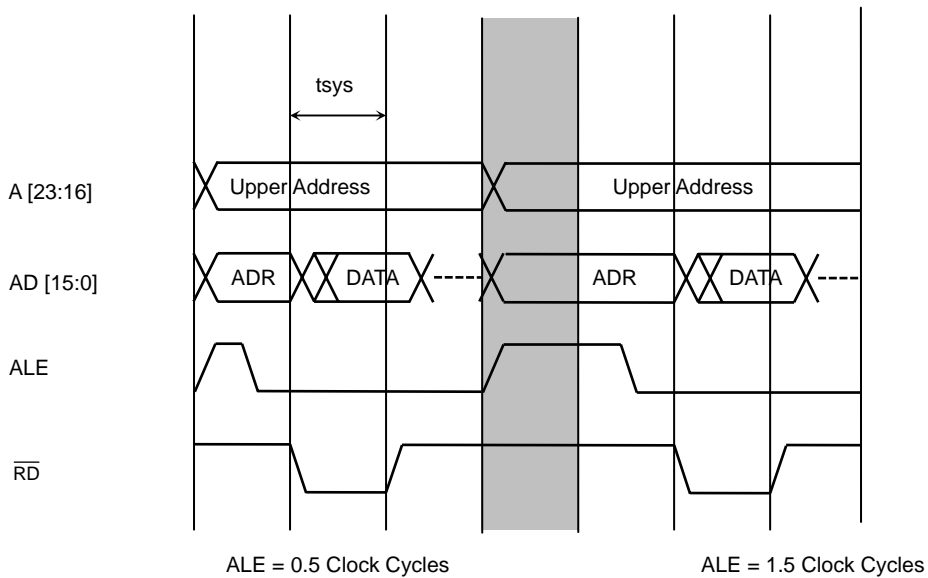 tsys
A [23:16]
Upper Address
Upper Address
AD [15:0]
ADR
DATA
ADR
DATA
ALE
RD
ALE = 0.5 Clock Cycles
ALE = 1.5 Clock Cycles